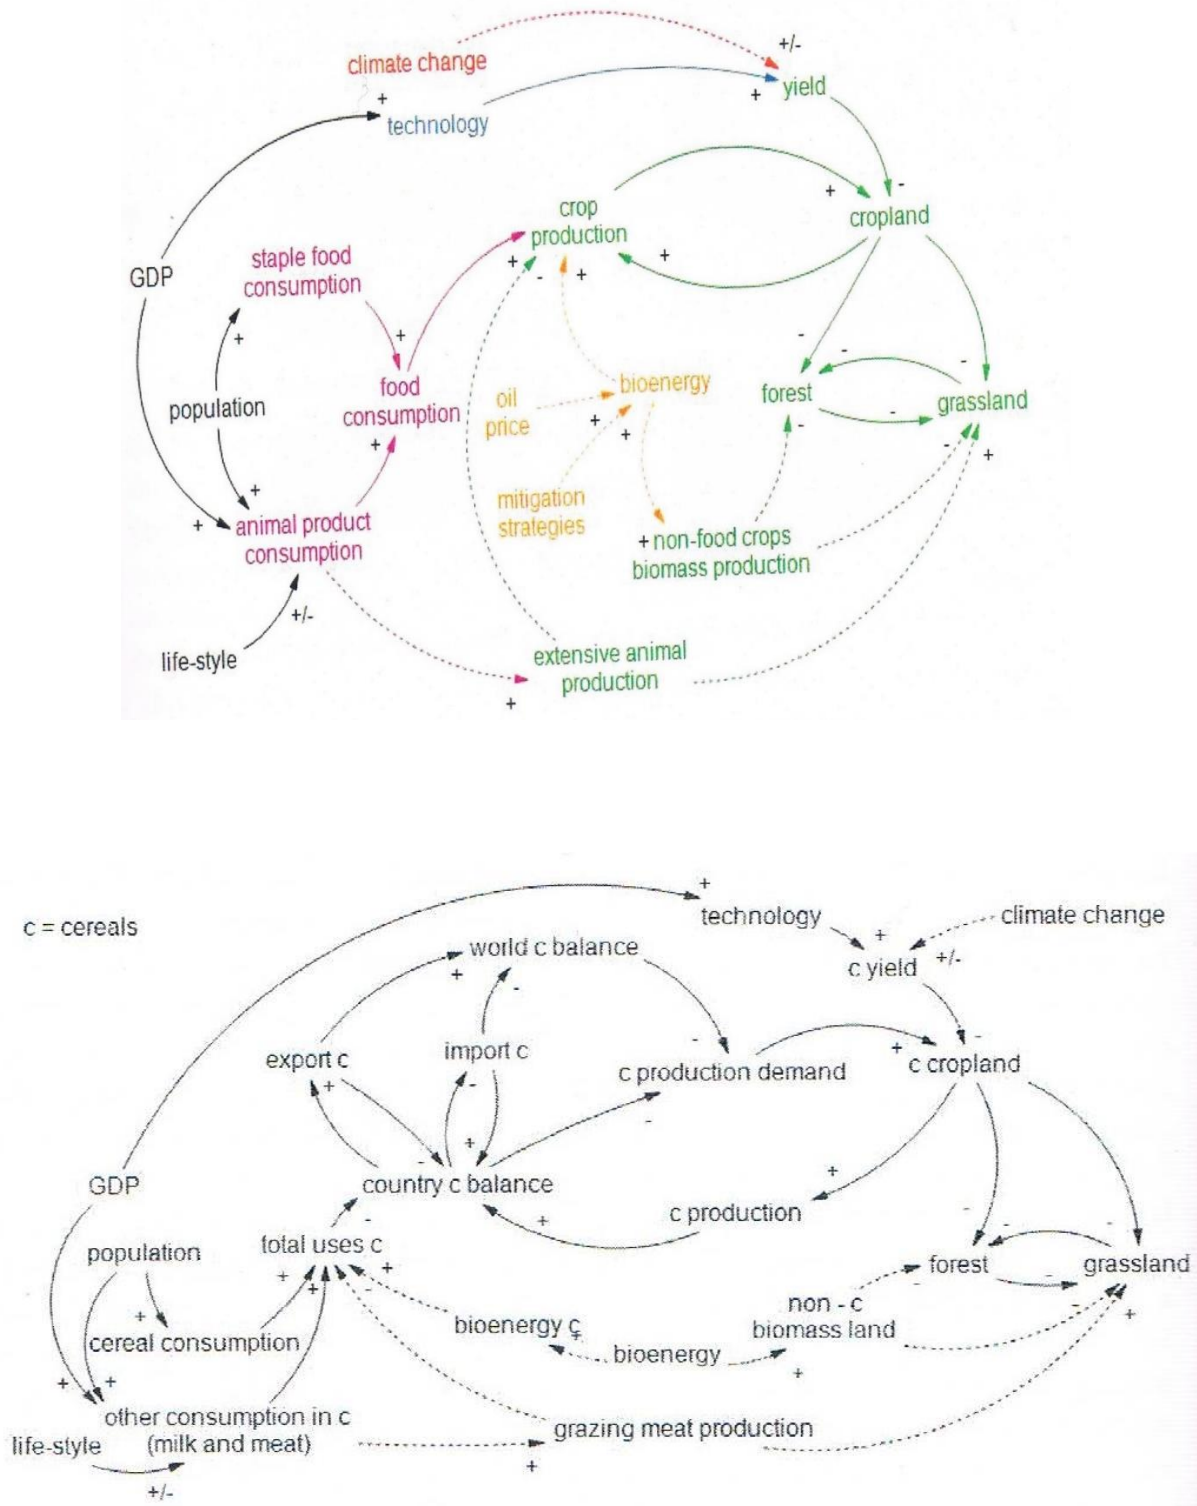 climate change
+/-
yield
+
technology
+
-
crop
production
+
cropland
staple food
consumption
GDP
+
-
+
+
+
+
-
-
-
bioenergy
forest
grassland
food
consumption
oil
price
population
+
+
+
-
-
-
+
mitigation
strategies
+
+
animal product
consumption
+ non-food crops
biomass production
+/-
life-style
extensive animal
production
+
c = cereals
+
technology
climate change
+
world c balance
c yield
+/-
+
-
export c
import c
-
-
+
c cropland
c production demand
+
-
+
-
-
GDP
country c balance
+
c production
-
+
population
total uses c
-
-
-
forest
grassland
+
+
+
-
-
-
-
+
non - c
biomass land
+
cereal consumption
bioenergy c
+
bioenergy
+
+
+
other consumption in c
(milk and meat)
life-style
grazing meat production
+
+/-